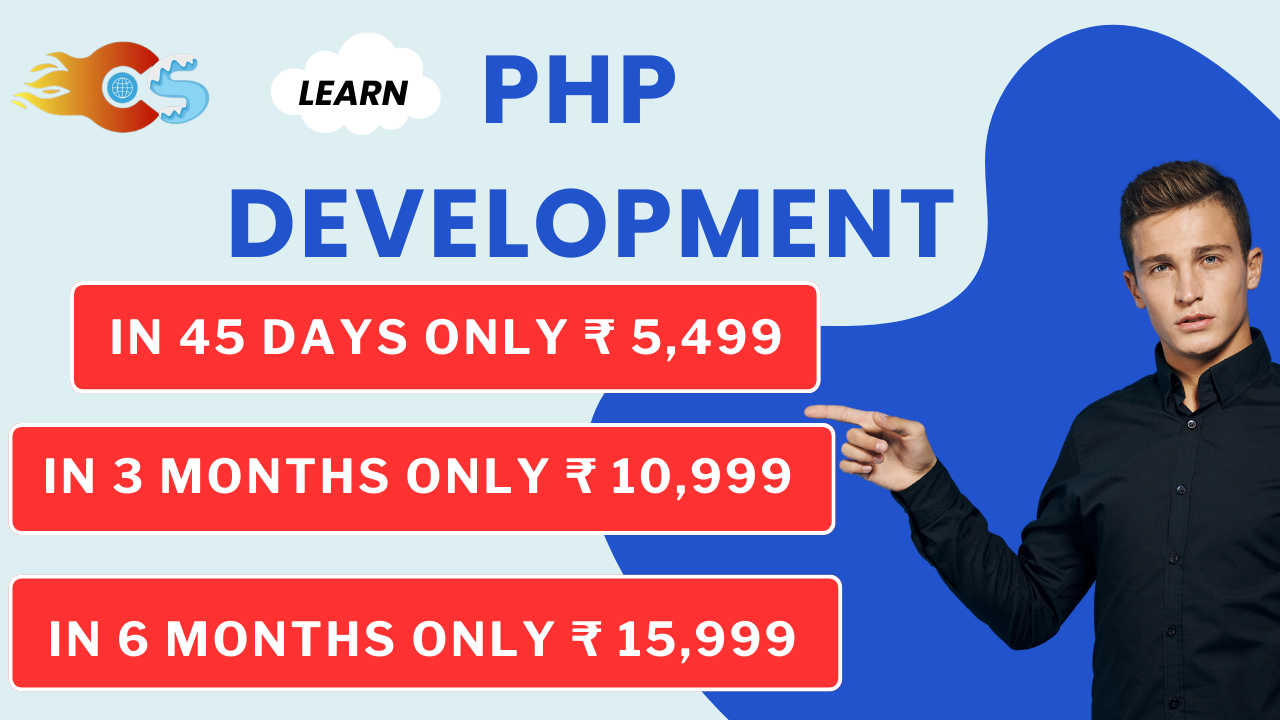 CS
LEARN
PHP
DEVELOPMENT
IN 45 DAYS ONLY ₹ 5,499
IN 3 MONTHS ONLY ₹ 10,999
IN 6 MONTHS ONLY ₹ 15,999